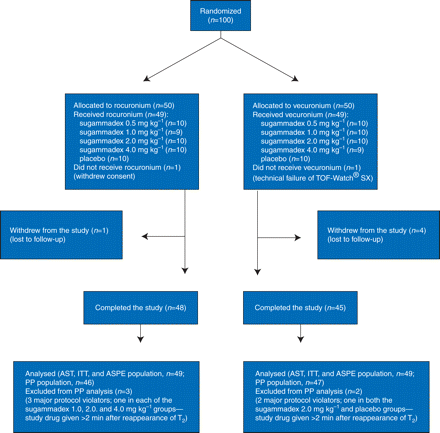 Randomized
(n=100)
Allocated to rocuronium (n=50)
Received rocuronium (n=49):
sugammadex 0.5 mg kg⁻¹ (n=10)
sugammadex 1.0 mg kg⁻¹ (n=9)
sugammadex 2.0 mg kg⁻¹ (n=10)
sugammadex 4.0 mg kg⁻¹ (n=10)
placebo (n=10)
Did not receive rocuronium (n=1)
(withdrew consent)
Allocated to vecuronium (n=50)
Received vecuronium (n=49):
sugammadex 0.5 mg kg⁻¹ (n=10)
sugammadex 1.0 mg kg⁻¹ (n=10)
sugammadex 2.0 mg kg⁻¹ (n=10)
sugammadex 4.0 mg kg⁻¹ (n=9)
placebo (n=10)
Did not receive vecuronium (n=1)
(technical failure of TOF-Watch® SX)
Withdrew from the study (n=1)
(lost to follow-up)
Withdrew from the study (n=4)
(lost to follow-up)
Completed the study (n=48)
Completed the study (n=45)
Analysed (AST, ITT, and ASPE population, n=49;
PP population, n=46)
Excluded from PP analysis (n=3)
(3 major protocol violators; one in each of the
sugammadex 1.0, 2.0. and 4.0 mg kg⁻¹ groups—
study drug given >2 min after reappearance of T₂)
Analysed (AST, ITT, and ASPE population, n=49;
PP population, n=47)
Excluded from PP analysis (n=2)
(2 major protocol violators; one in both the
sugammadex 2.0 mg kg⁻¹ and placebo groups—
study drug given >2 min after reappearance of T₂)